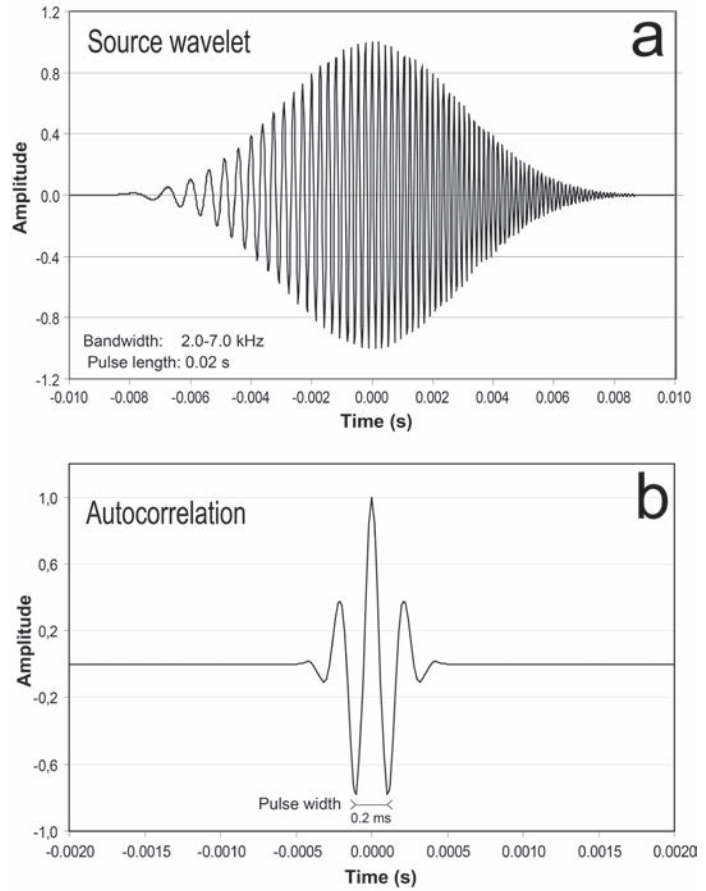 Source wavelet
a
1.2
0.8
0.4
0.0
-0.4
-0.8
-1.2
Amplitude
Bandwidth: 2.0-7.0 kHz
Pulse length: 0.02 s
-0.010 -0.008 -0.006 -0.004 -0.002 0.000 0.002 0.004 0.006 0.008 0.010
Time (s)
Autocorrelation
b
1,0
0,6
0,2
-0,2
-0,6
-1,0
Amplitude
Pulse width
0.2 ms
-0.0020 -0.0015 -0.0010 -0.0005 0.0000 0.0005 0.0010 0.0015 0.0020
Time (s)